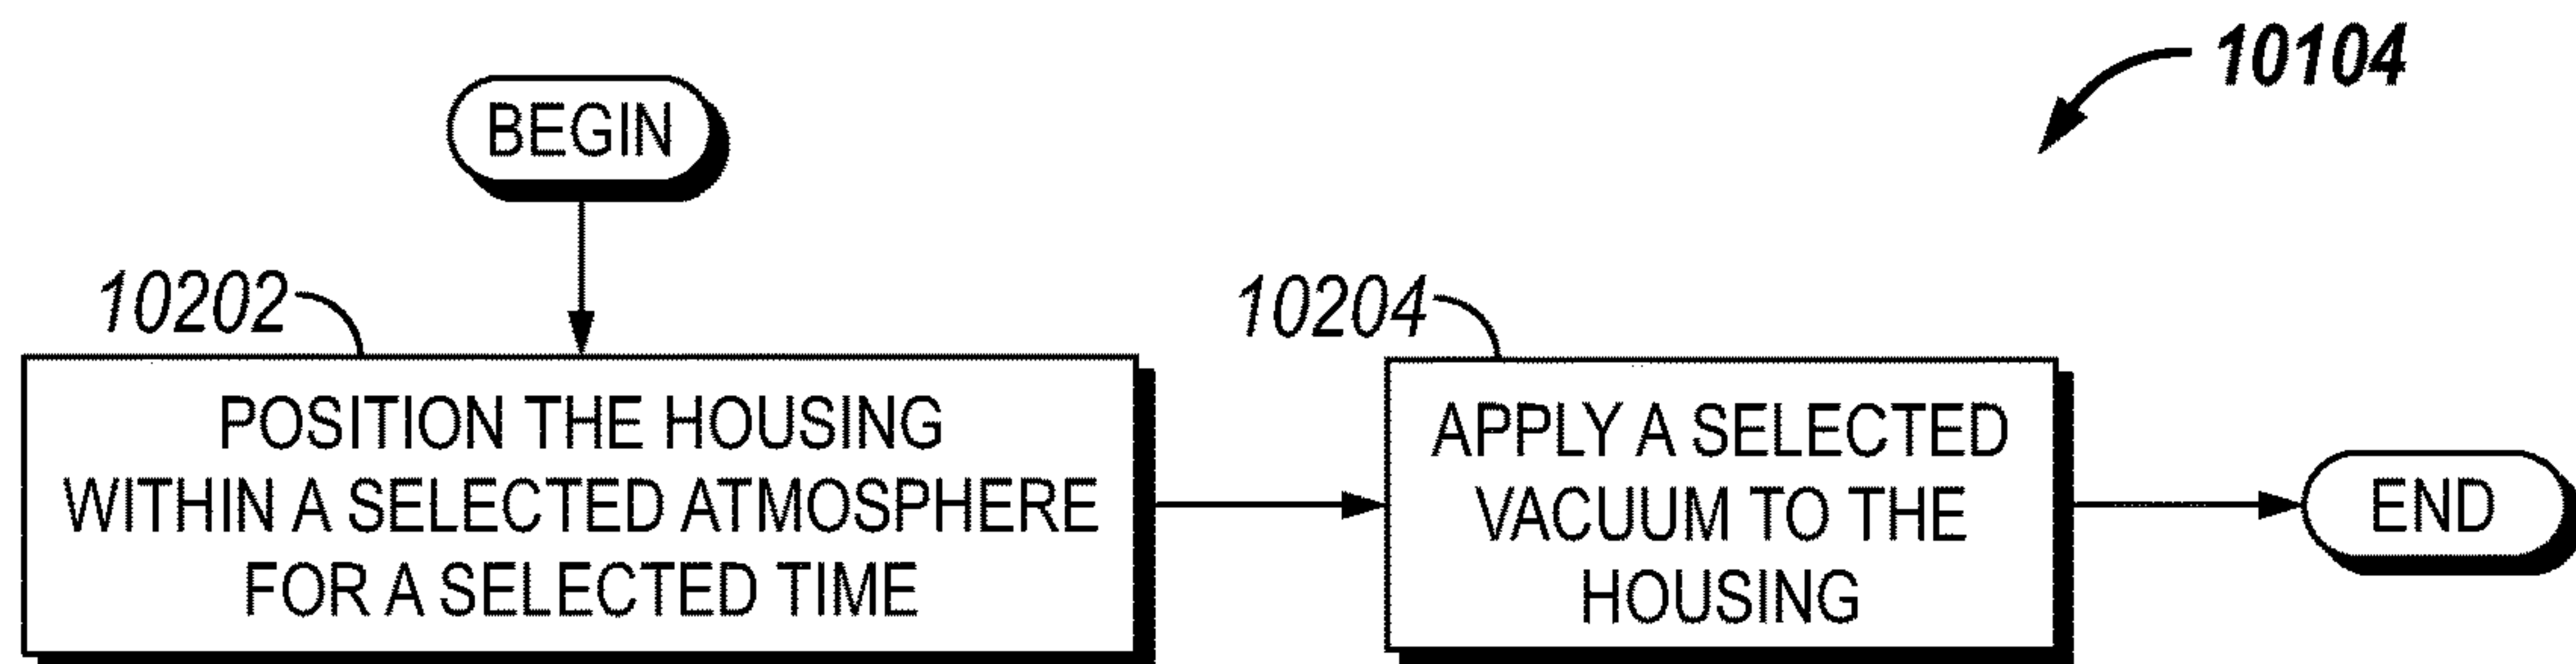 10104
BEGIN
10202
POSITION THE HOUSING
WITHIN A SELECTED ATMOSPHERE
FOR A SELECTED TIME
10204
APPLY A SELECTED
VACUUM TO THE
HOUSING
END